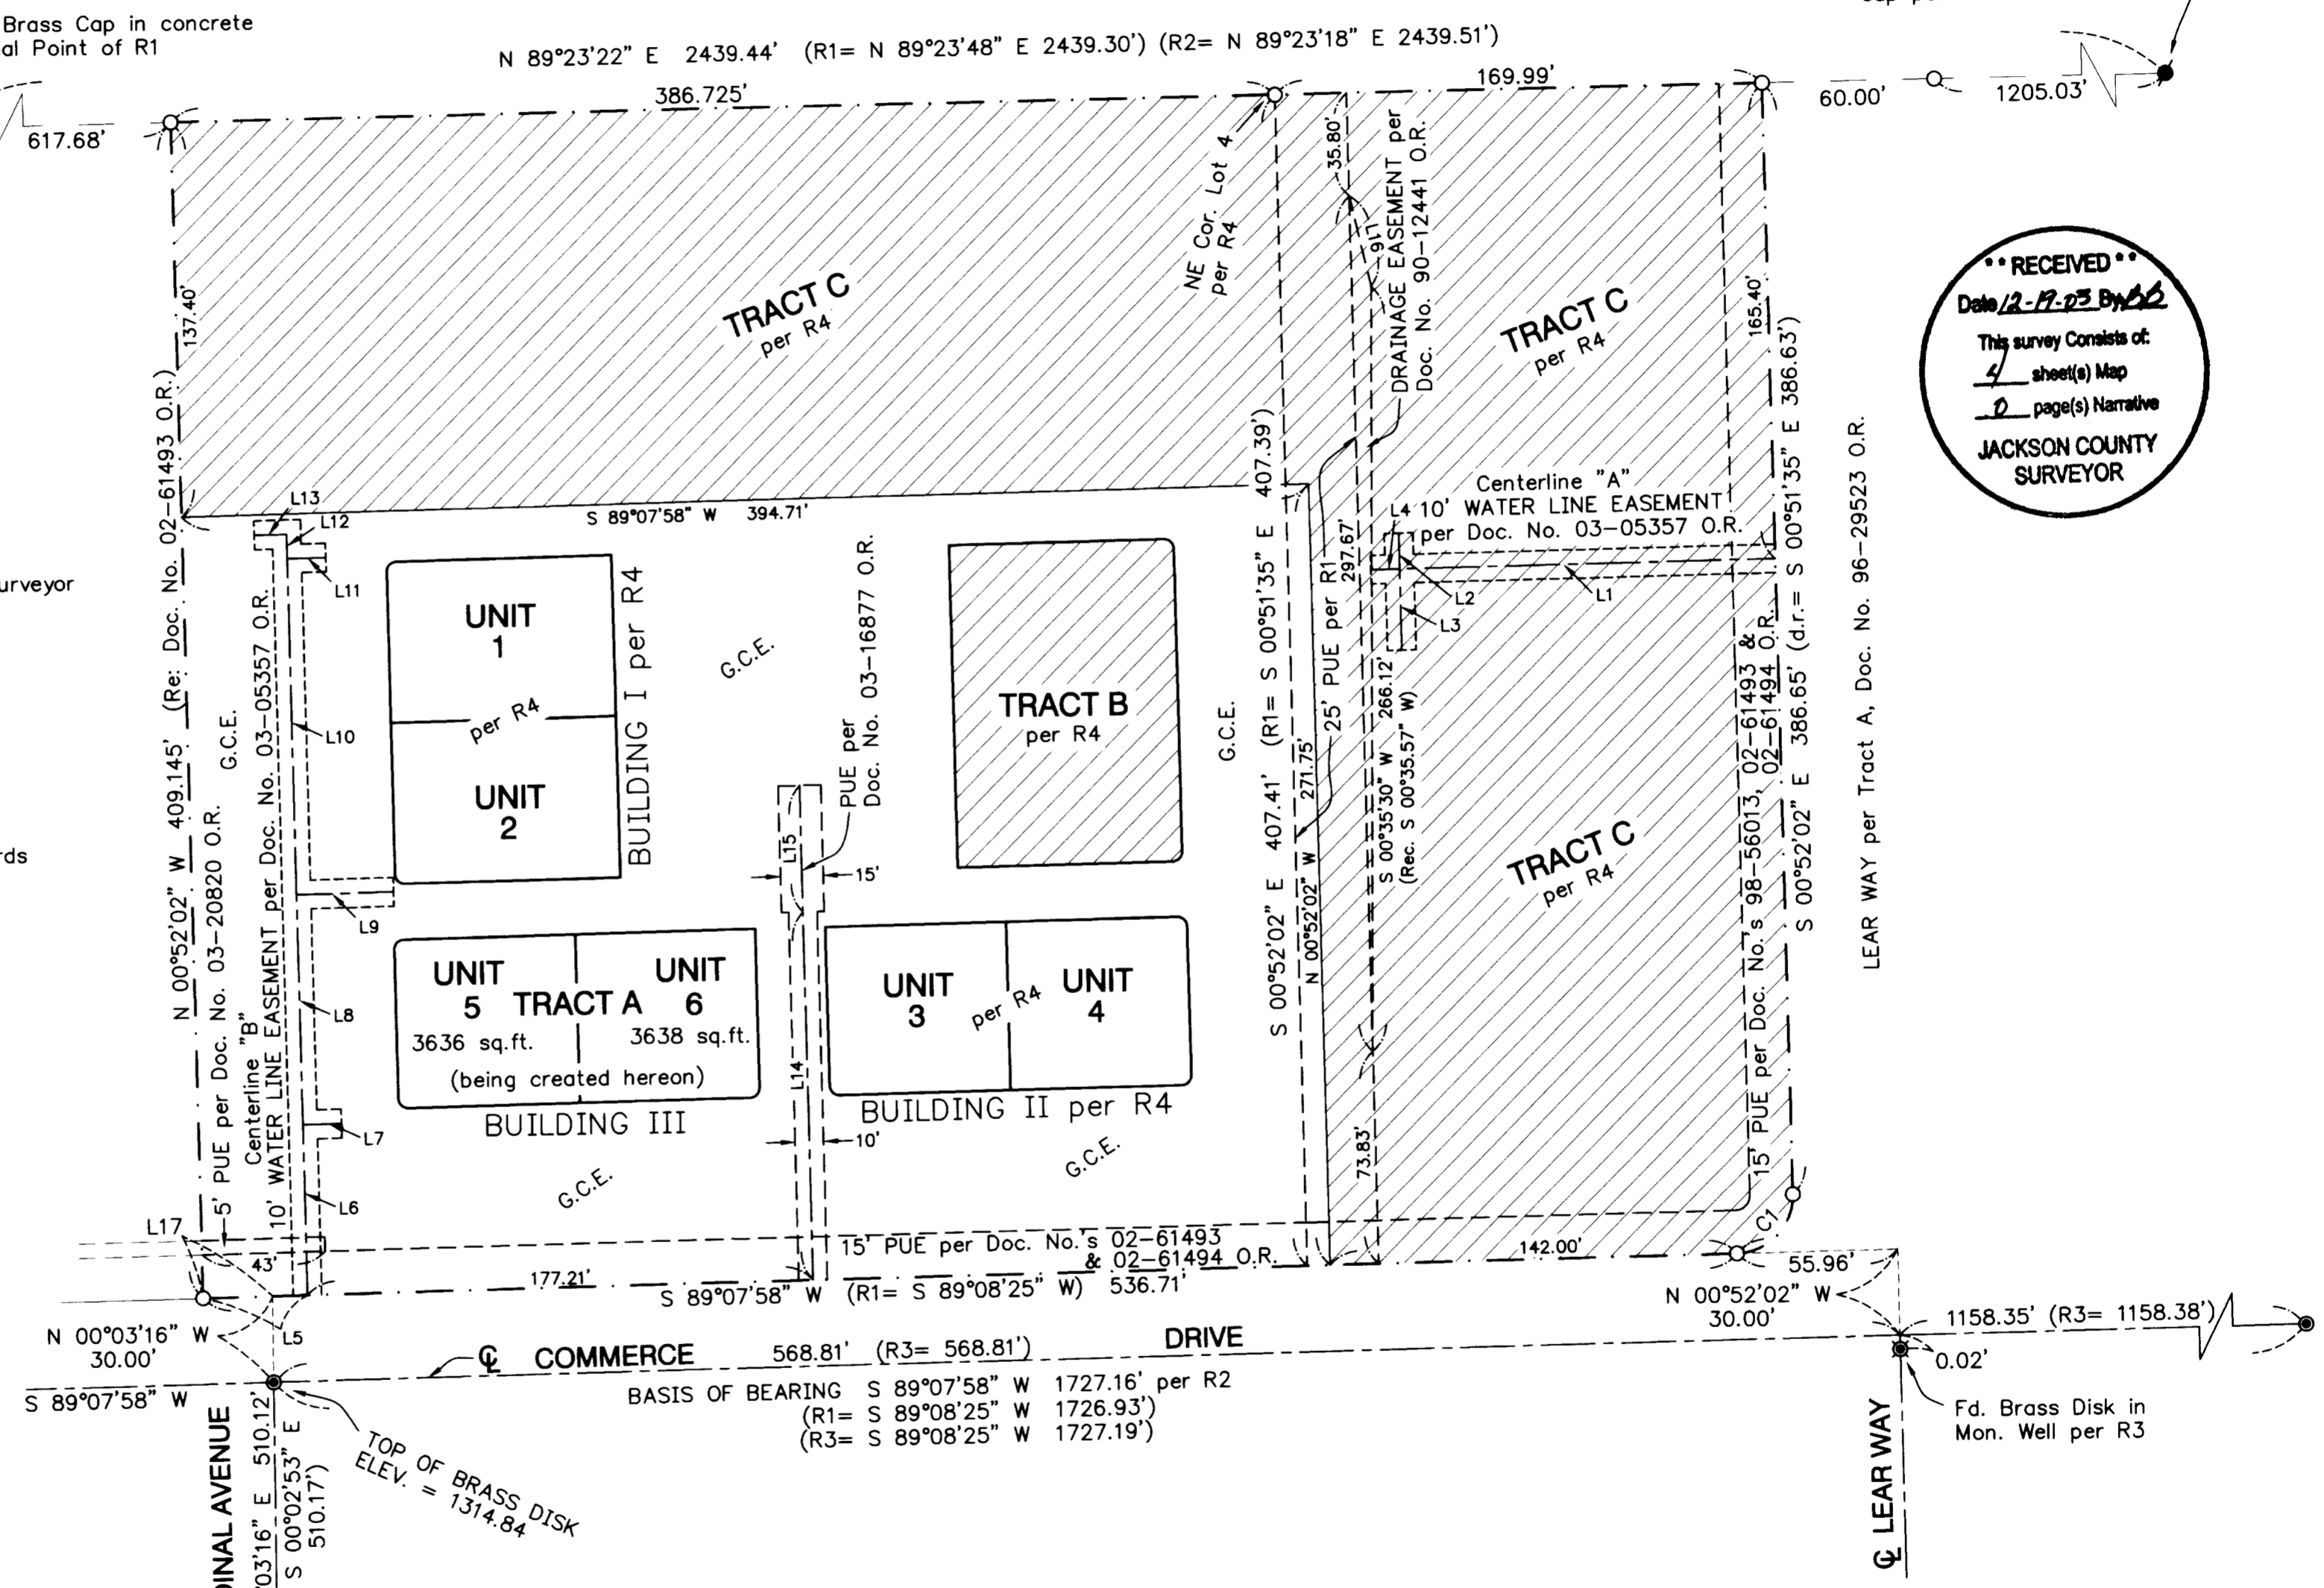 Brass Cap in concrete
al Point of R1
N 89°23'22" E 2439.44' (R1= N 89°23'48" E 2439.30') (R2= N 89°23'18" E 2439.51')
617.68'
386.725'
169.99'
60.00'
1205.03'
NE Cor. Lot 4
per R4
35.80'
L16
DRAINAGE EASEMENT per
Doc. No. 90-12441 O.R.
TRACT C
per R4
TRACT C
per R4
137.40'
165.40'
** RECEIVED **
Date 12-19-03 By BB
This survey Consists of:
4 sheet(s) Map
0 page(s) Narrative
JACKSON COUNTY
SURVEYOR
N 00°52'02" W 409.145' (Re: Doc. No. 02-61493 O.R.)
S 89°07'58" W 394.71'
L13
L12
L11
L10
L9
L8
L7
L6
5' PUE per Doc. No. 03-20820 O.R.
G.C.E.
Centerline "B"
10' WATER LINE EASEMENT per Doc. No. 03-05357 O.R.
urveyor
rds
UNIT
1
per R4
UNIT
2
BUILDING I per R4
G.C.E.
PUE per
Doc. No. 03-16877 O.R.
L15
15'
TRACT B
per R4
G.C.E.
S 00°52'02" E 407.41' (R1= S 00°51'35" E 407.39')
N 00°52'02" W 271.75'
25' PUE per R1
297.67'
S 00°35'30" W 266.12'
(Rec. S 00°35.57" W)
73.83'
Centerline "A"
L4 10' WATER LINE EASEMENT
per Doc. No. 03-05357 O.R.
L2
L1
L3
TRACT C
per R4
15' PUE per Doc. No.'s 98-56013, 02-61493 &
02-61494 O.R.
S 00°52'02" E 386.65' (d.r.= S 00°51'35" E 386.63')
LEAR WAY per Tract A, Doc. No. 96-29523 O.R.
UNIT
5
TRACT A
UNIT
6
3636 sq.ft.
3638 sq.ft.
(being created hereon)
BUILDING III
L14
10'
UNIT
3
per R4
UNIT
4
BUILDING II per R4
G.C.E.
G.C.E.
L17
43'
177.21'
15' PUE per Doc. No.'s 02-61493
& 02-61494 O.R.
S 89°07'58" W (R1= S 89°08'25" W) 536.71'
142.00'
C1
55.96'
N 00°52'02" W
30.00'
1158.35' (R3= 1158.38')
0.02'
N 00°03'16" W
30.00'
L5
℄ COMMERCE 568.81' (R3= 568.81') DRIVE
S 89°07'58" W
BASIS OF BEARING S 89°07'58" W 1727.16' per R2
(R1= S 89°08'25" W 1726.93')
(R3= S 89°08'25" W 1727.19')
TOP OF BRASS DISK
ELEV. = 1314.84
Fd. Brass Disk in
Mon. Well per R3
DINAL AVENUE
°03'16" E 510.12'
S 00°02'53" E
510.17')
℄ LEAR WAY